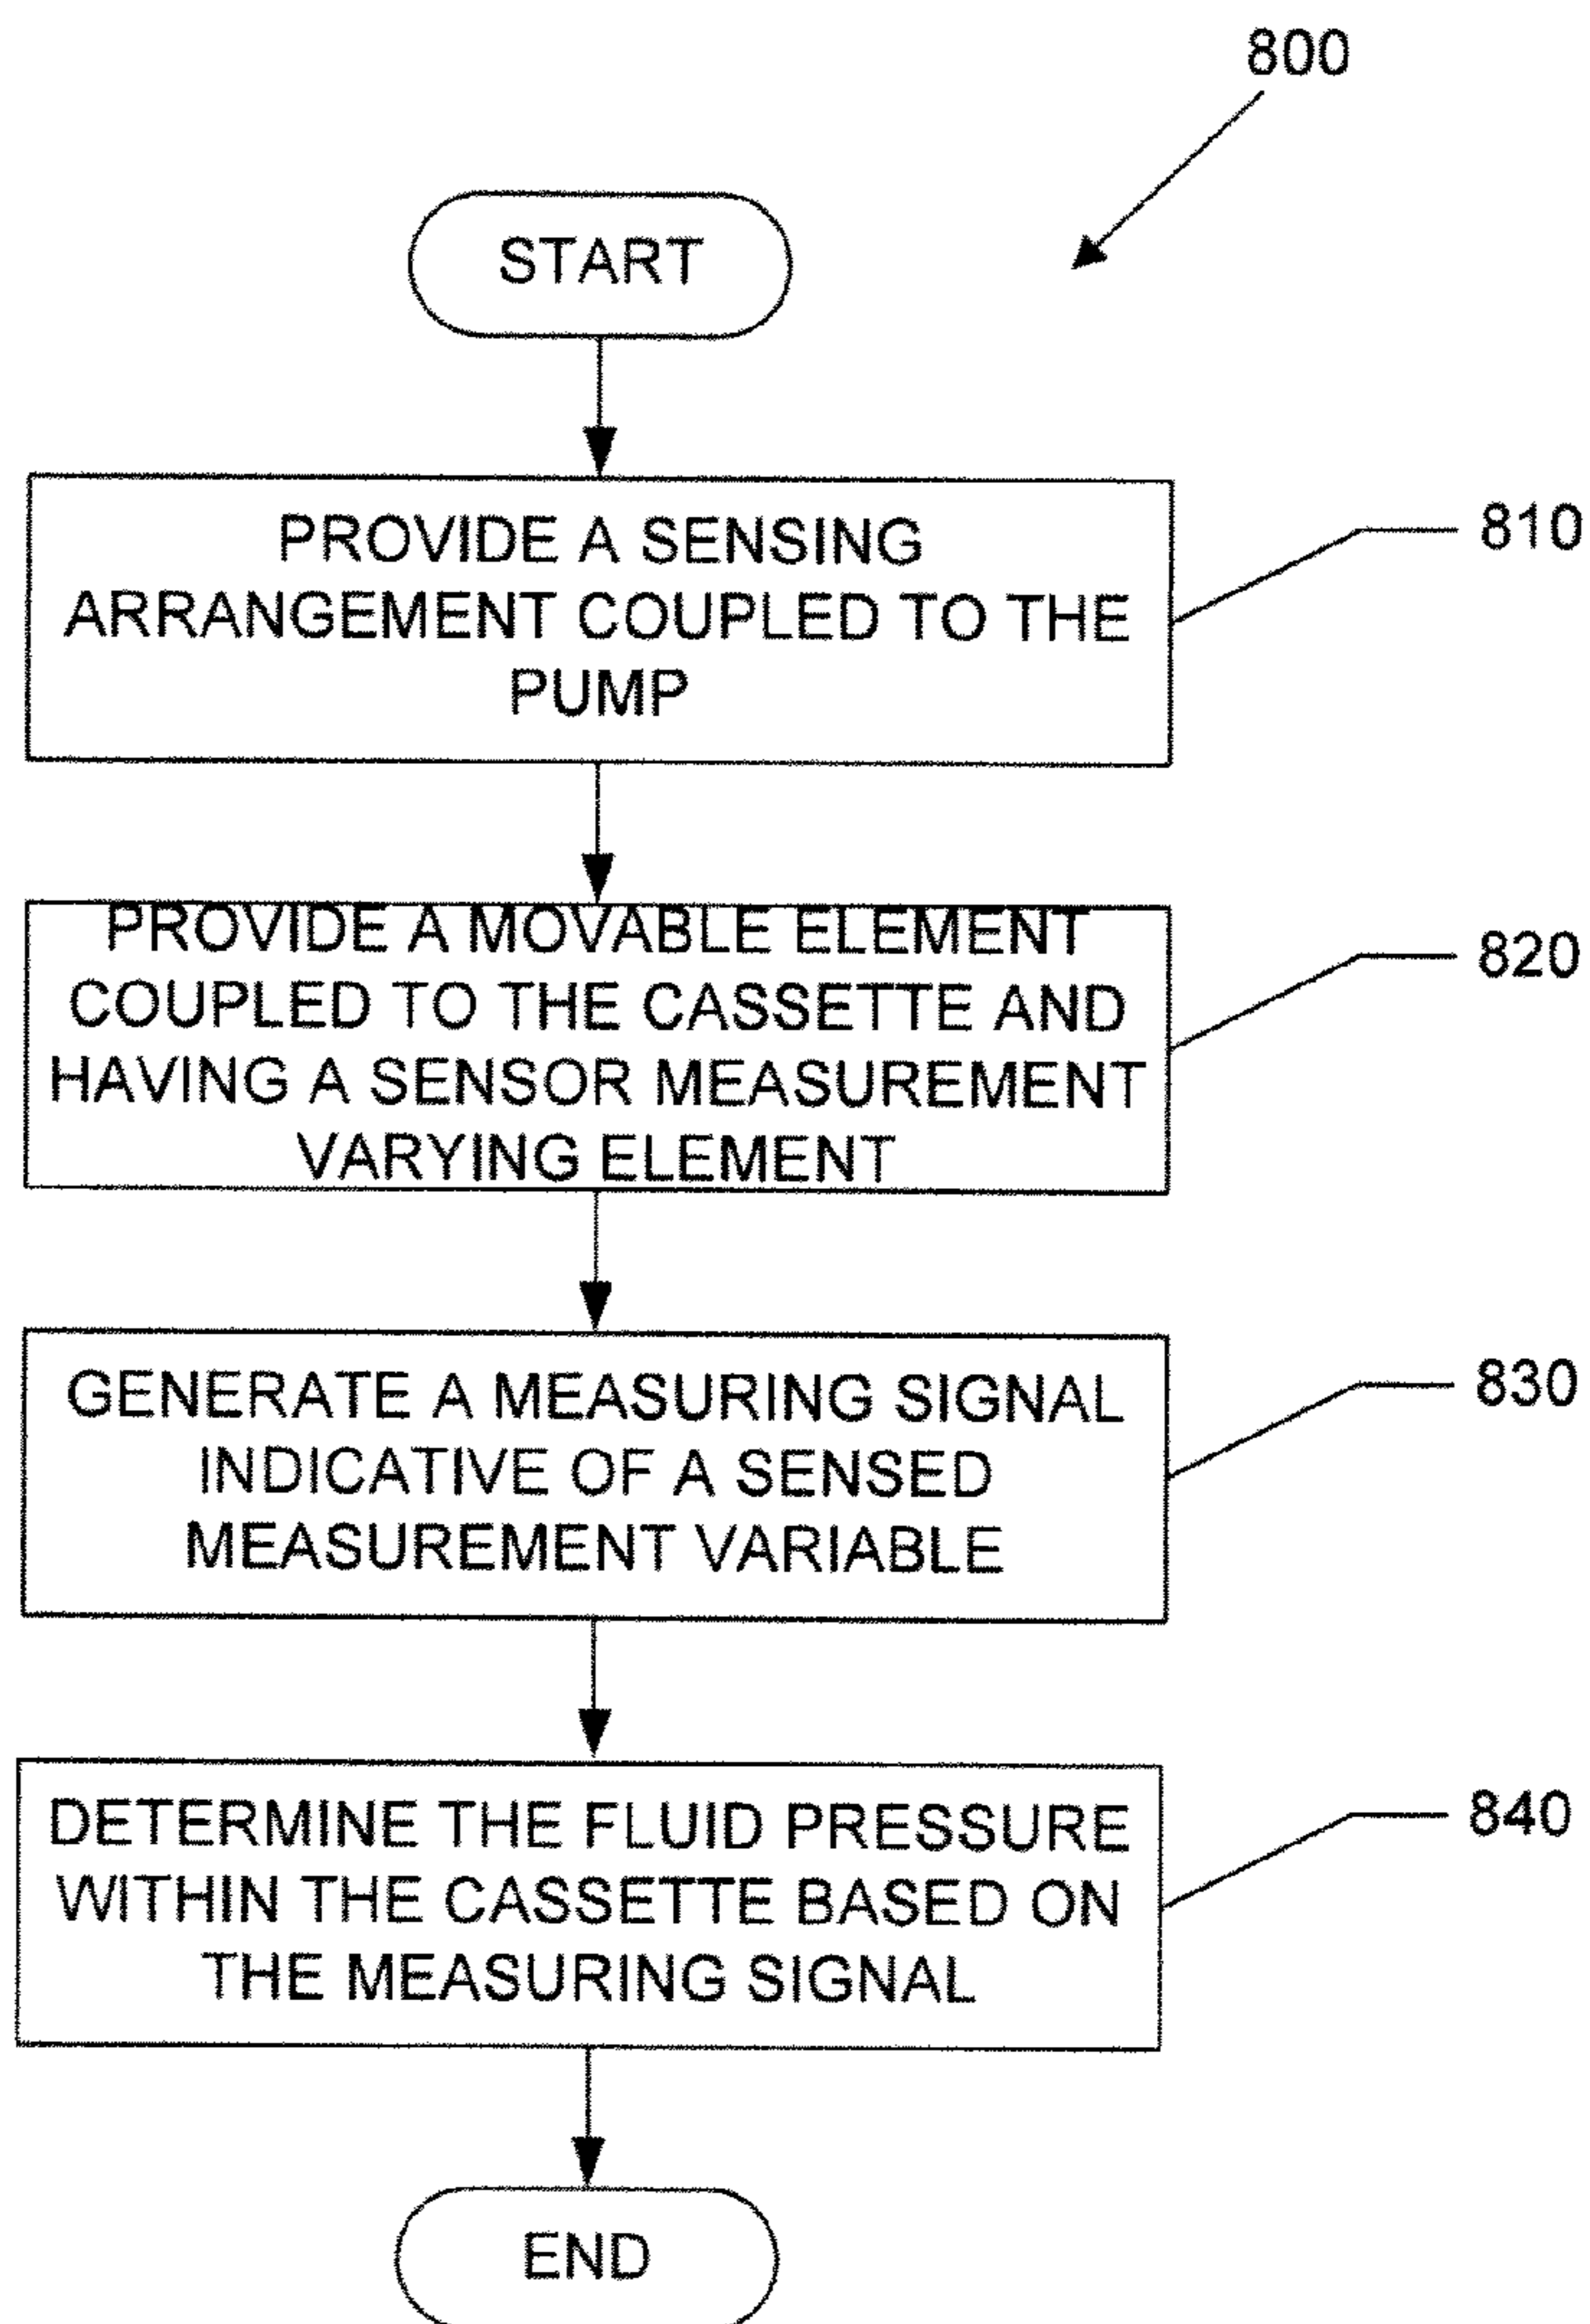 800
START
PROVIDE A SENSING
ARRANGEMENT COUPLED TO THE
PUMP
810
PROVIDE A MOVABLE ELEMENT
COUPLED TO THE CASSETTE AND
HAVING A SENSOR MEASUREMENT
VARYING ELEMENT
820
GENERATE A MEASURING SIGNAL
INDICATIVE OF A SENSED
MEASUREMENT VARIABLE
830
DETERMINE THE FLUID PRESSURE
WITHIN THE CASSETTE BASED ON
THE MEASURING SIGNAL
840
END